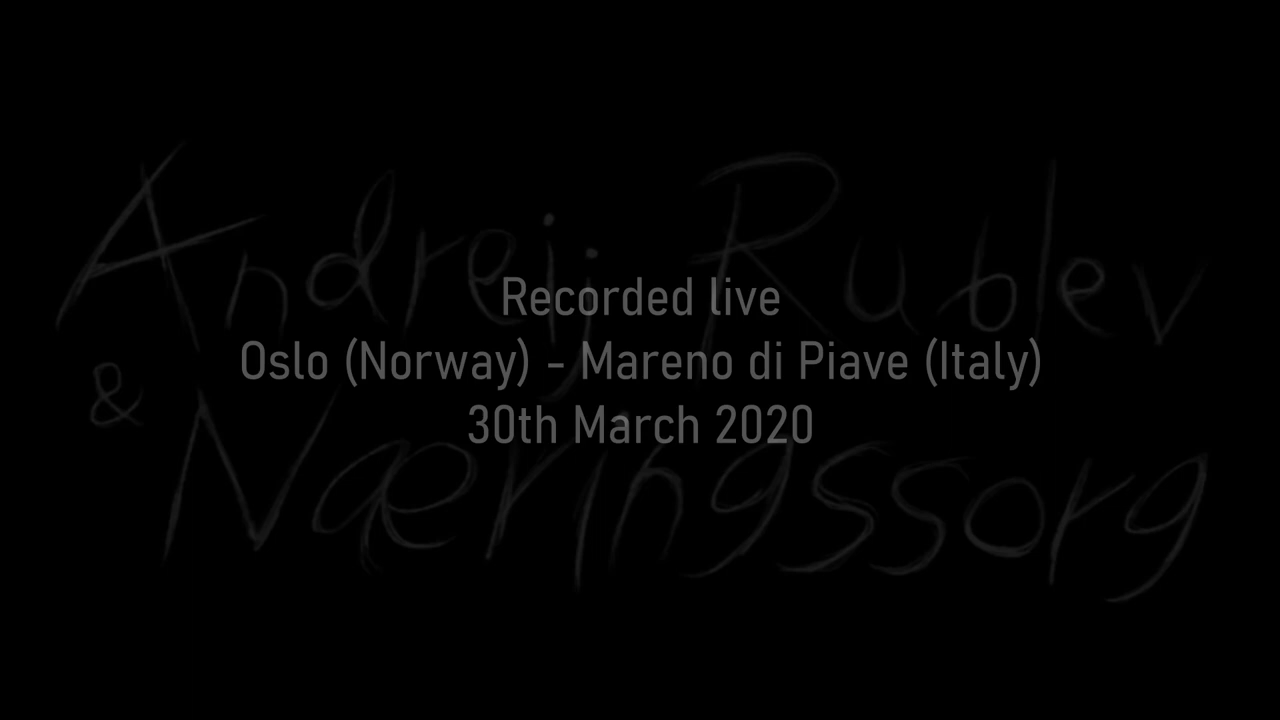 Andrej Rublev
& Næringssorg
Recorded live
Oslo (Norway) - Mareno di Piave (Italy)
30th March 2020